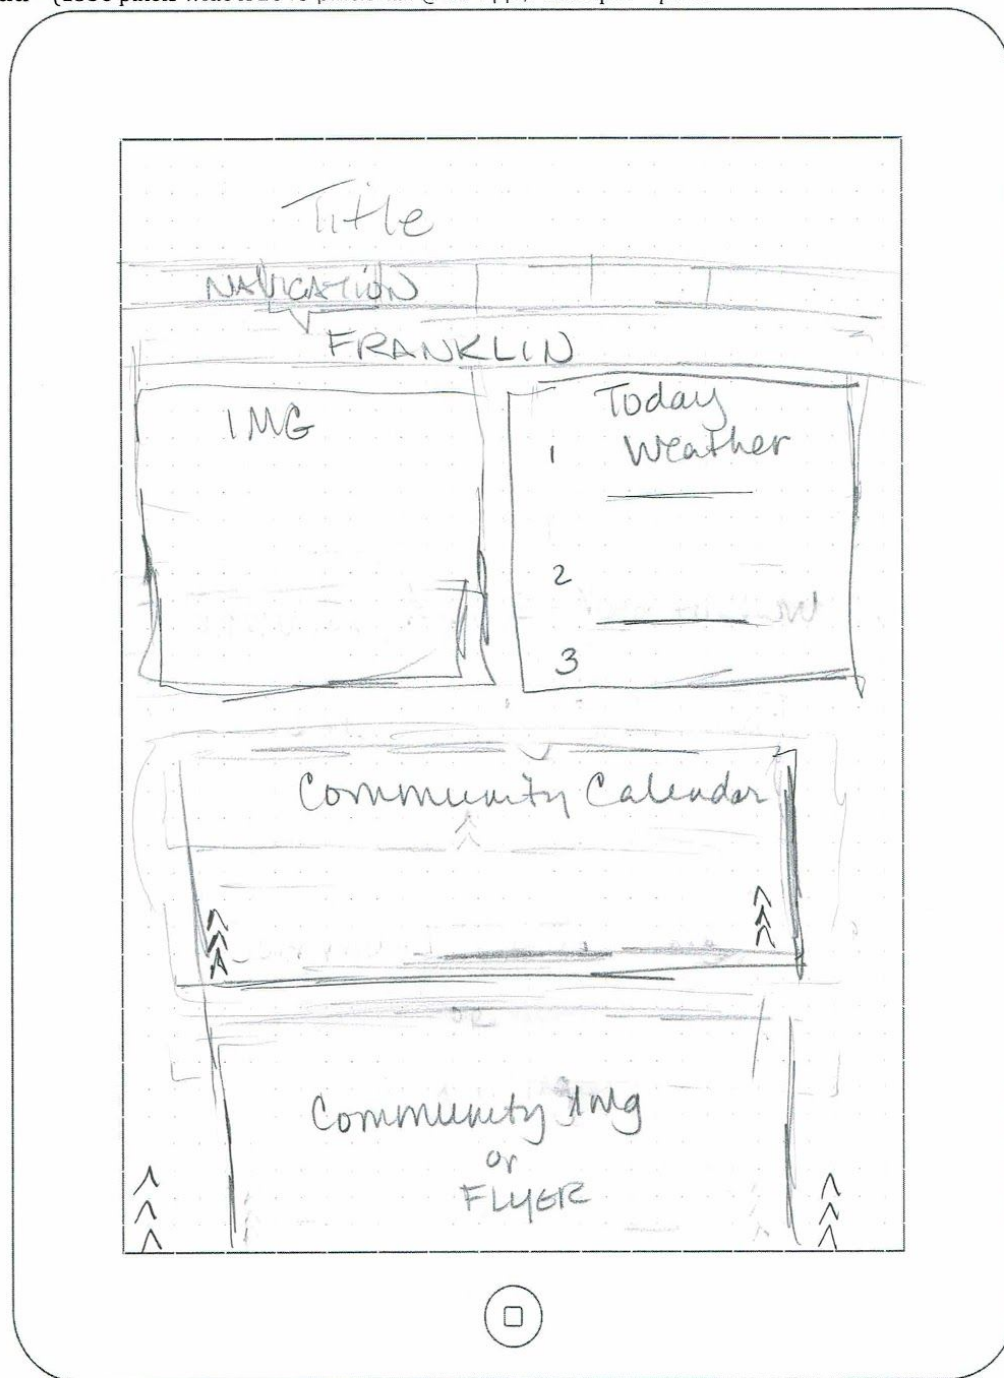 Title
NAVIGATION
FRANKLIN
IMG
Today
1 Weather
2
3
Community Calendar
Community Img
or
FLYER